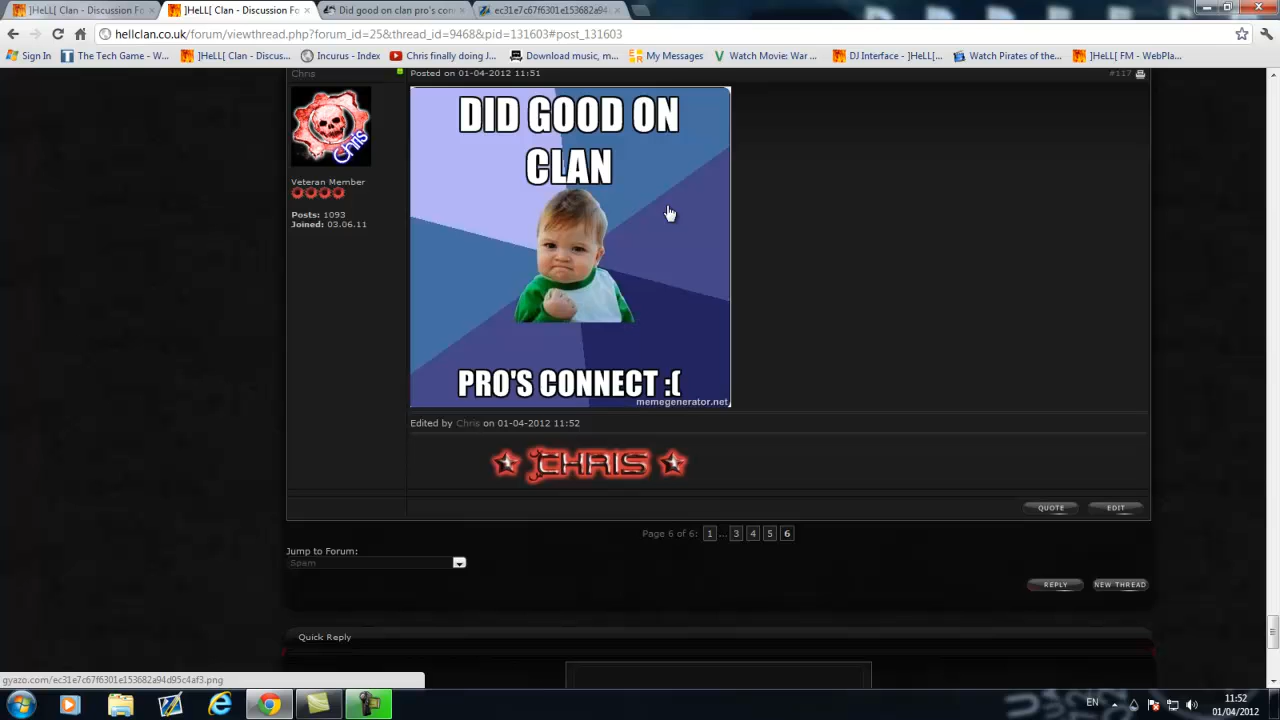 ]HeLL[ Clan - Discussion Fo
]HeLL[ Clan - Discussion Fo
Did good on clan pro's conn
ec31e7c67f6301e153682a94
hellclan.co.uk/forum/viewthread.php?forum_id=25&thread_id=9468&pid=131603#post_131603
Sign In
The Tech Game - W...
]HeLL[ Clan - Discus...
Incurus - Index
Chris finally doing J...
Download music, m...
My Messages
Watch Movie: War ...
DJ Interface - ]HeLL[...
Watch Pirates of the...
]HeLL[ FM - WebPla...
Chris
Posted on 01-04-2012 11:51
#117
DID GOOD ON
CLAN
PRO'S CONNECT :(
memegenerator.net
Chris
Veteran Member
Posts: 1093
Joined: 03.06.11
Edited by Chris on 01-04-2012 11:52
CHRIS
QUOTE
EDIT
Page 6 of 6: 1 ... 3 4 5 6
Jump to Forum:
Spam
REPLY
NEW THREAD
Quick Reply
gyazo.com/ec31e7c67f6301e153682a94d95c4af3.png
EN
11:52
01/04/2012